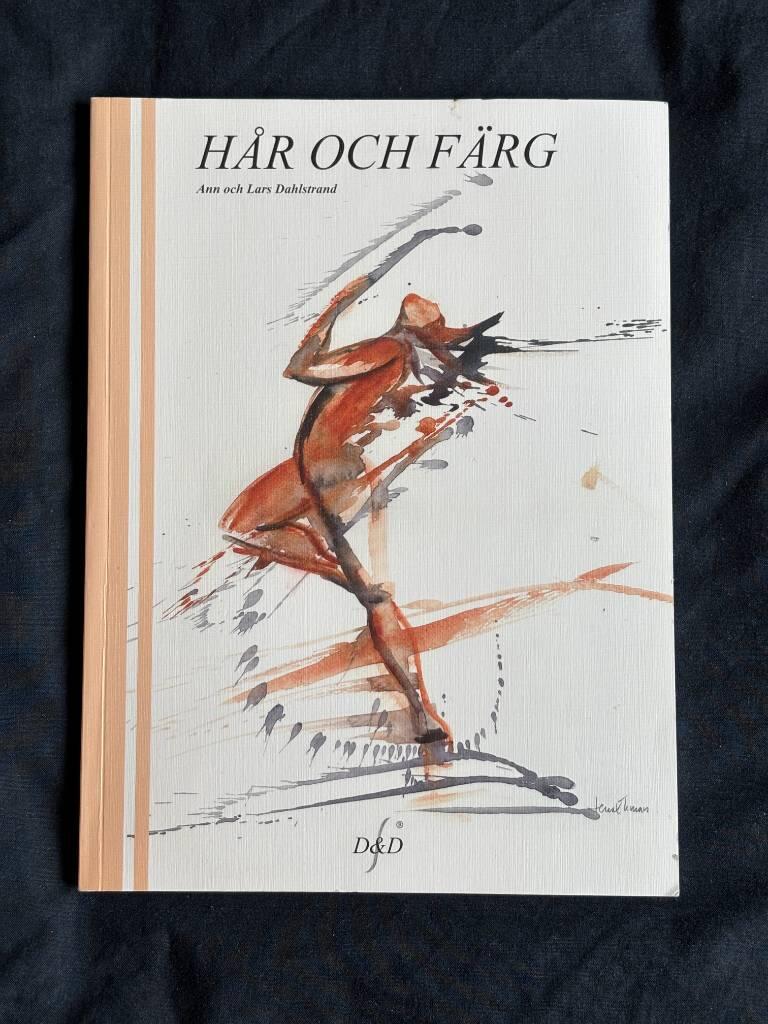 HÅR OCH FÄRG
Ann och Lars Dahlstrand
D&D®